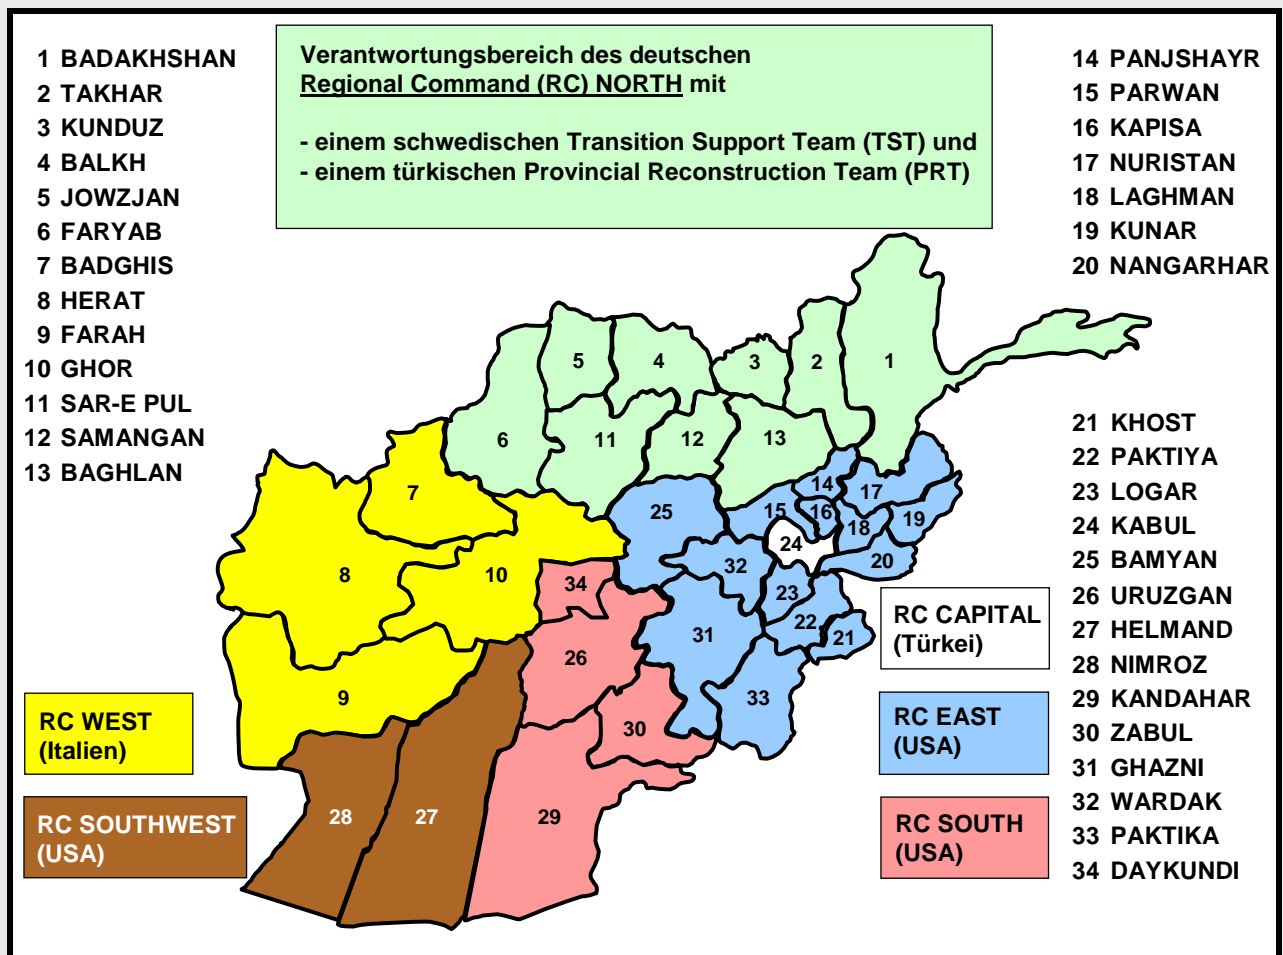 1 BADAKHSHAN
2 TAKHAR
3 KUNDUZ
4 BALKH
5 JOWZJAN
6 FARYAB
7 BADGHIS
8 HERAT
9 FARAH
10 GHOR
11 SAR-E PUL
12 SAMANGAN
13 BAGHLAN
Verantwortungsbereich des deutschen
Regional Command (RC) NORTH mit
- einem schwedischen Transition Support Team (TST) und
- einem türkischen Provincial Reconstruction Team (PRT)
14 PANJSHAYR
15 PARWAN
16 KAPISA
17 NURISTAN
18 LAGHMAN
19 KUNAR
20 NANGARHAR
21 KHOST
22 PAKTIYA
23 LOGAR
24 KABUL
25 BAMYAN
26 URUZGAN
27 HELMAND
28 NIMROZ
29 KANDAHAR
30 ZABUL
31 GHAZNI
32 WARDAK
33 PAKTIKA
34 DAYKUNDI
5
4
3
2
1
6
11
12
13
7
14
17
25
15
16
19
18
24
20
8
10
34
32
23
22
21
31
26
9
33
30
28
27
29
RC CAPITAL
(Türkei)
RC WEST
(Italien)
RC EAST
(USA)
RC SOUTHWEST
(USA)
RC SOUTH
(USA)